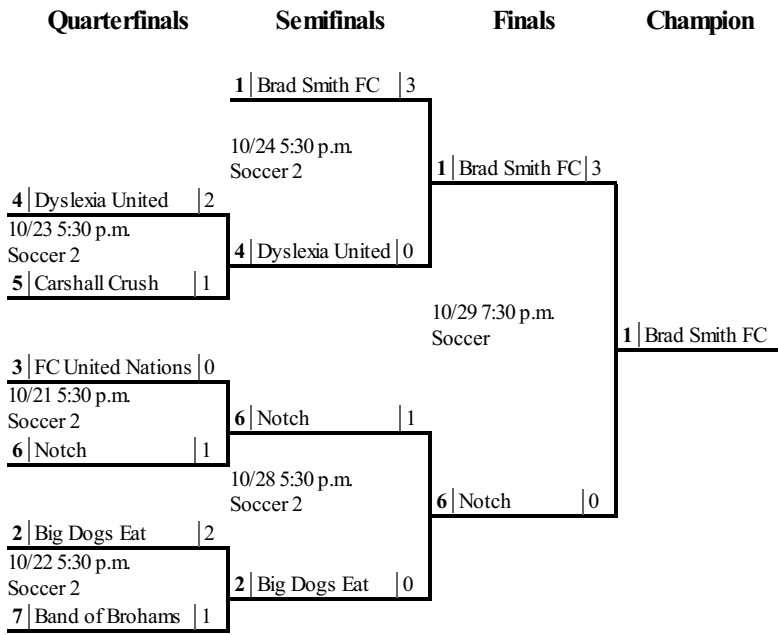 Quarterfinals Semifinals Finals Champion
1 Brad Smith FC 3
10/24 5:30 p.m.
Soccer 2
1 Brad Smith FC 3
4 Dyslexia United 2
10/23 5:30 p.m.
Soccer 2
4 Dyslexia United 0
5 Carshall Crush 1
10/29 7:30 p.m.
Soccer
1 Brad Smith FC
3 FC United Nations 0
10/21 5:30 p.m.
Soccer 2
6 Notch 1
6 Notch 1
10/28 5:30 p.m.
Soccer 2
6 Notch 0
2 Big Dogs Eat 2
10/22 5:30 p.m.
Soccer 2
2 Big Dogs Eat 0
7 Band of Brohams 1